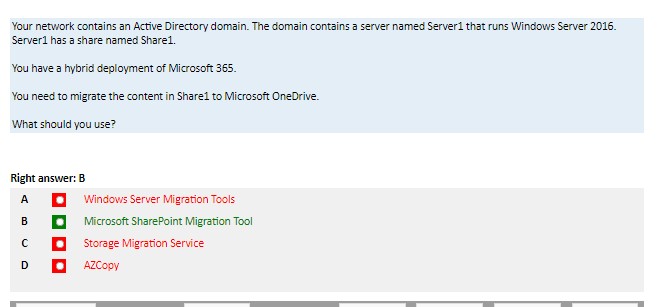 Your network contains an Active Directory domain. The domain contains a server named Server1 that runs Windows Server 2016.
Server1 has a share named Share1.
You have a hybrid deployment of Microsoft 365.
You need to migrate the content in Share1 to Microsoft OneDrive.
What should you use?
Right answer: B
A Windows Server Migration Tools
B Microsoft SharePoint Migration Tool
C Storage Migration Service
D AZCopy